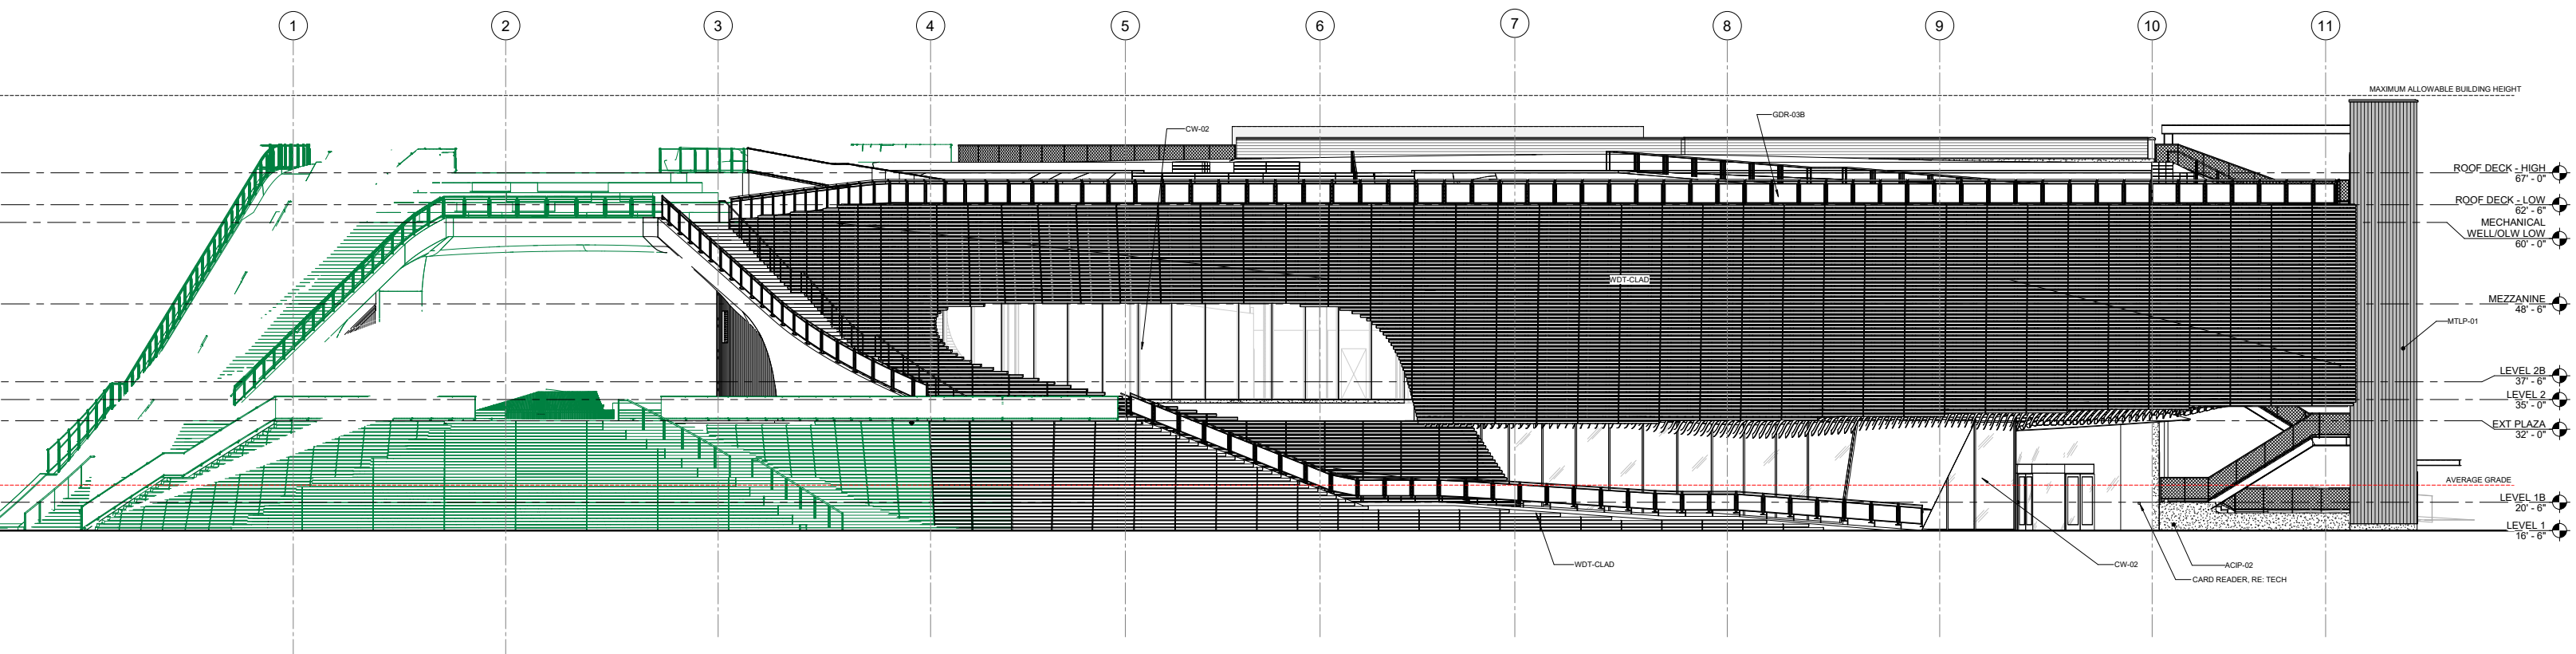 1 2 3 4 5 6 7 8 9 10 11
MAXIMUM ALLOWABLE BUILDING HEIGHT
CW-02
GDR-03B
ROOF DECK - HIGH
67' - 0"
ROOF DECK - LOW
62' - 6"
MECHANICAL
WELL/OLW LOW
60' - 0"
WDT-CLAD
MEZZANINE
48' - 6"
MTLP-01
LEVEL 2B
37' - 6"
LEVEL 2
35' - 0"
EXT PLAZA
32' - 0"
AVERAGE GRADE
LEVEL 1B
20' - 6"
LEVEL 1
16' - 6"
WDT-CLAD
CW-02
ACIP-02
CARD READER, RE: TECH